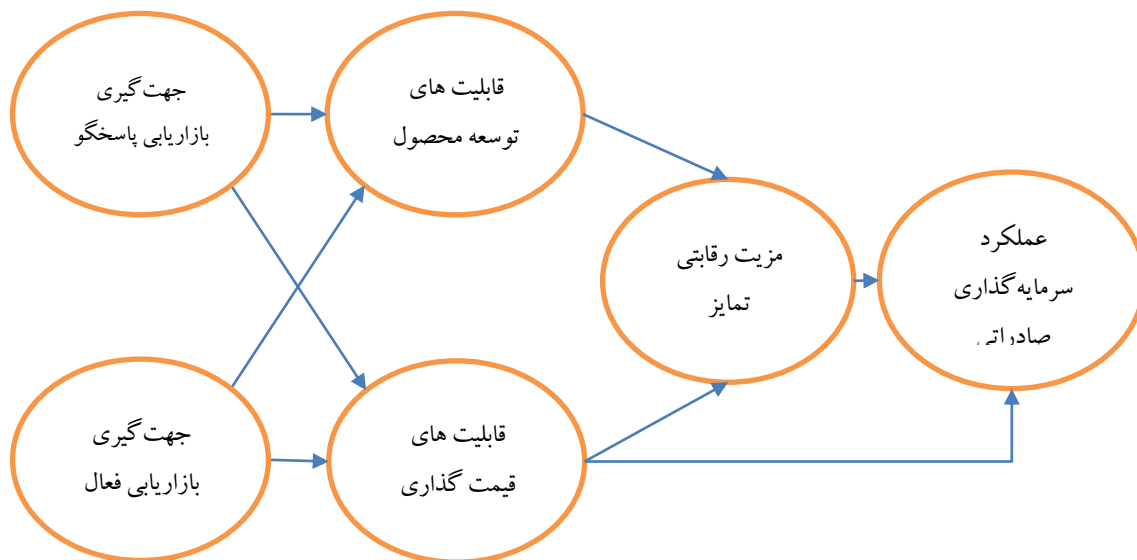 جهت‌گیری
بازاریابی پاسخگو
قابلیت های
توسعه محصول
مزیت رقابتی
تمایز
عملکرد
سرمایه‌گذاری
صادراتی
جهت‌گیری
بازاریابی فعال
قابلیت های
قیمت گذاری